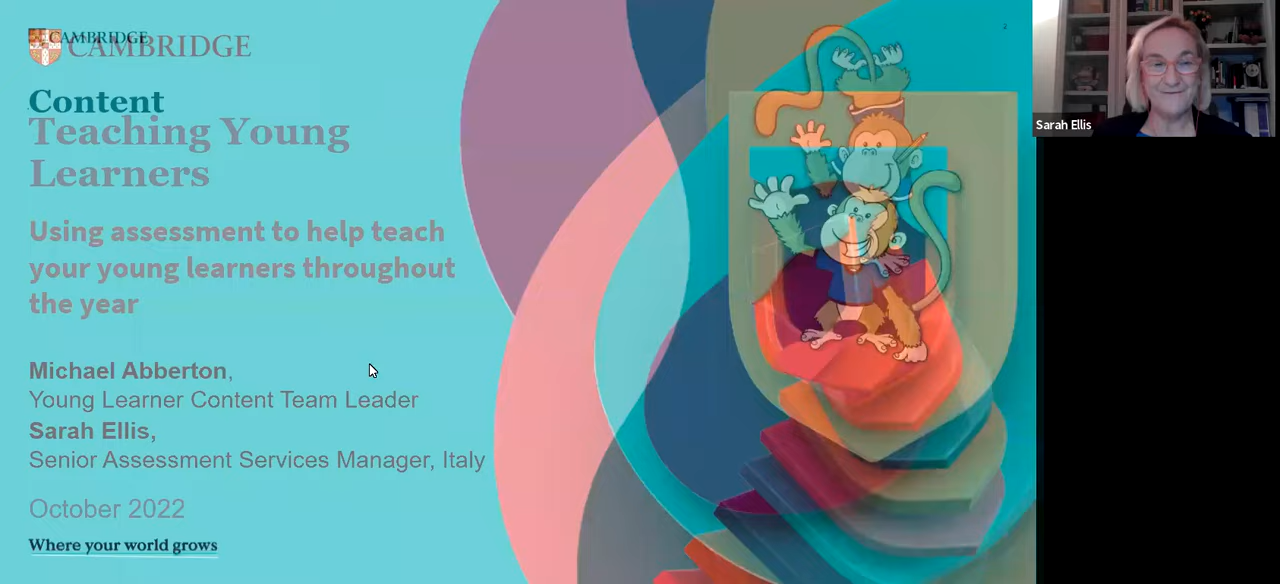 CAMBRIDGE
CAMBRIDGE
Content
Teaching Young
Learners
Using assessment to help teach
your young learners throughout
the year
Michael Abberton,
Young Learner Content Team Leader
Sarah Ellis,
Senior Assessment Services Manager, Italy
October 2022
Where your world grows
2
Sarah Ellis